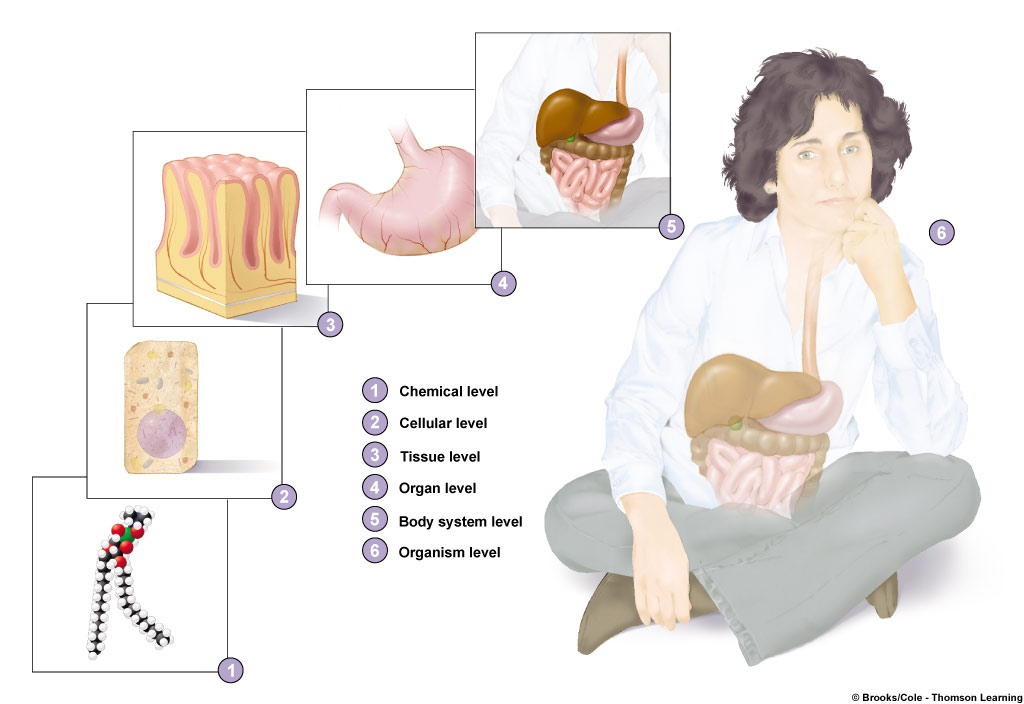 5
6
4
3
1 Chemical level
2 Cellular level
3 Tissue level
4 Organ level
5 Body system level
6 Organism level
2
1
© Brooks/Cole - Thomson Learning